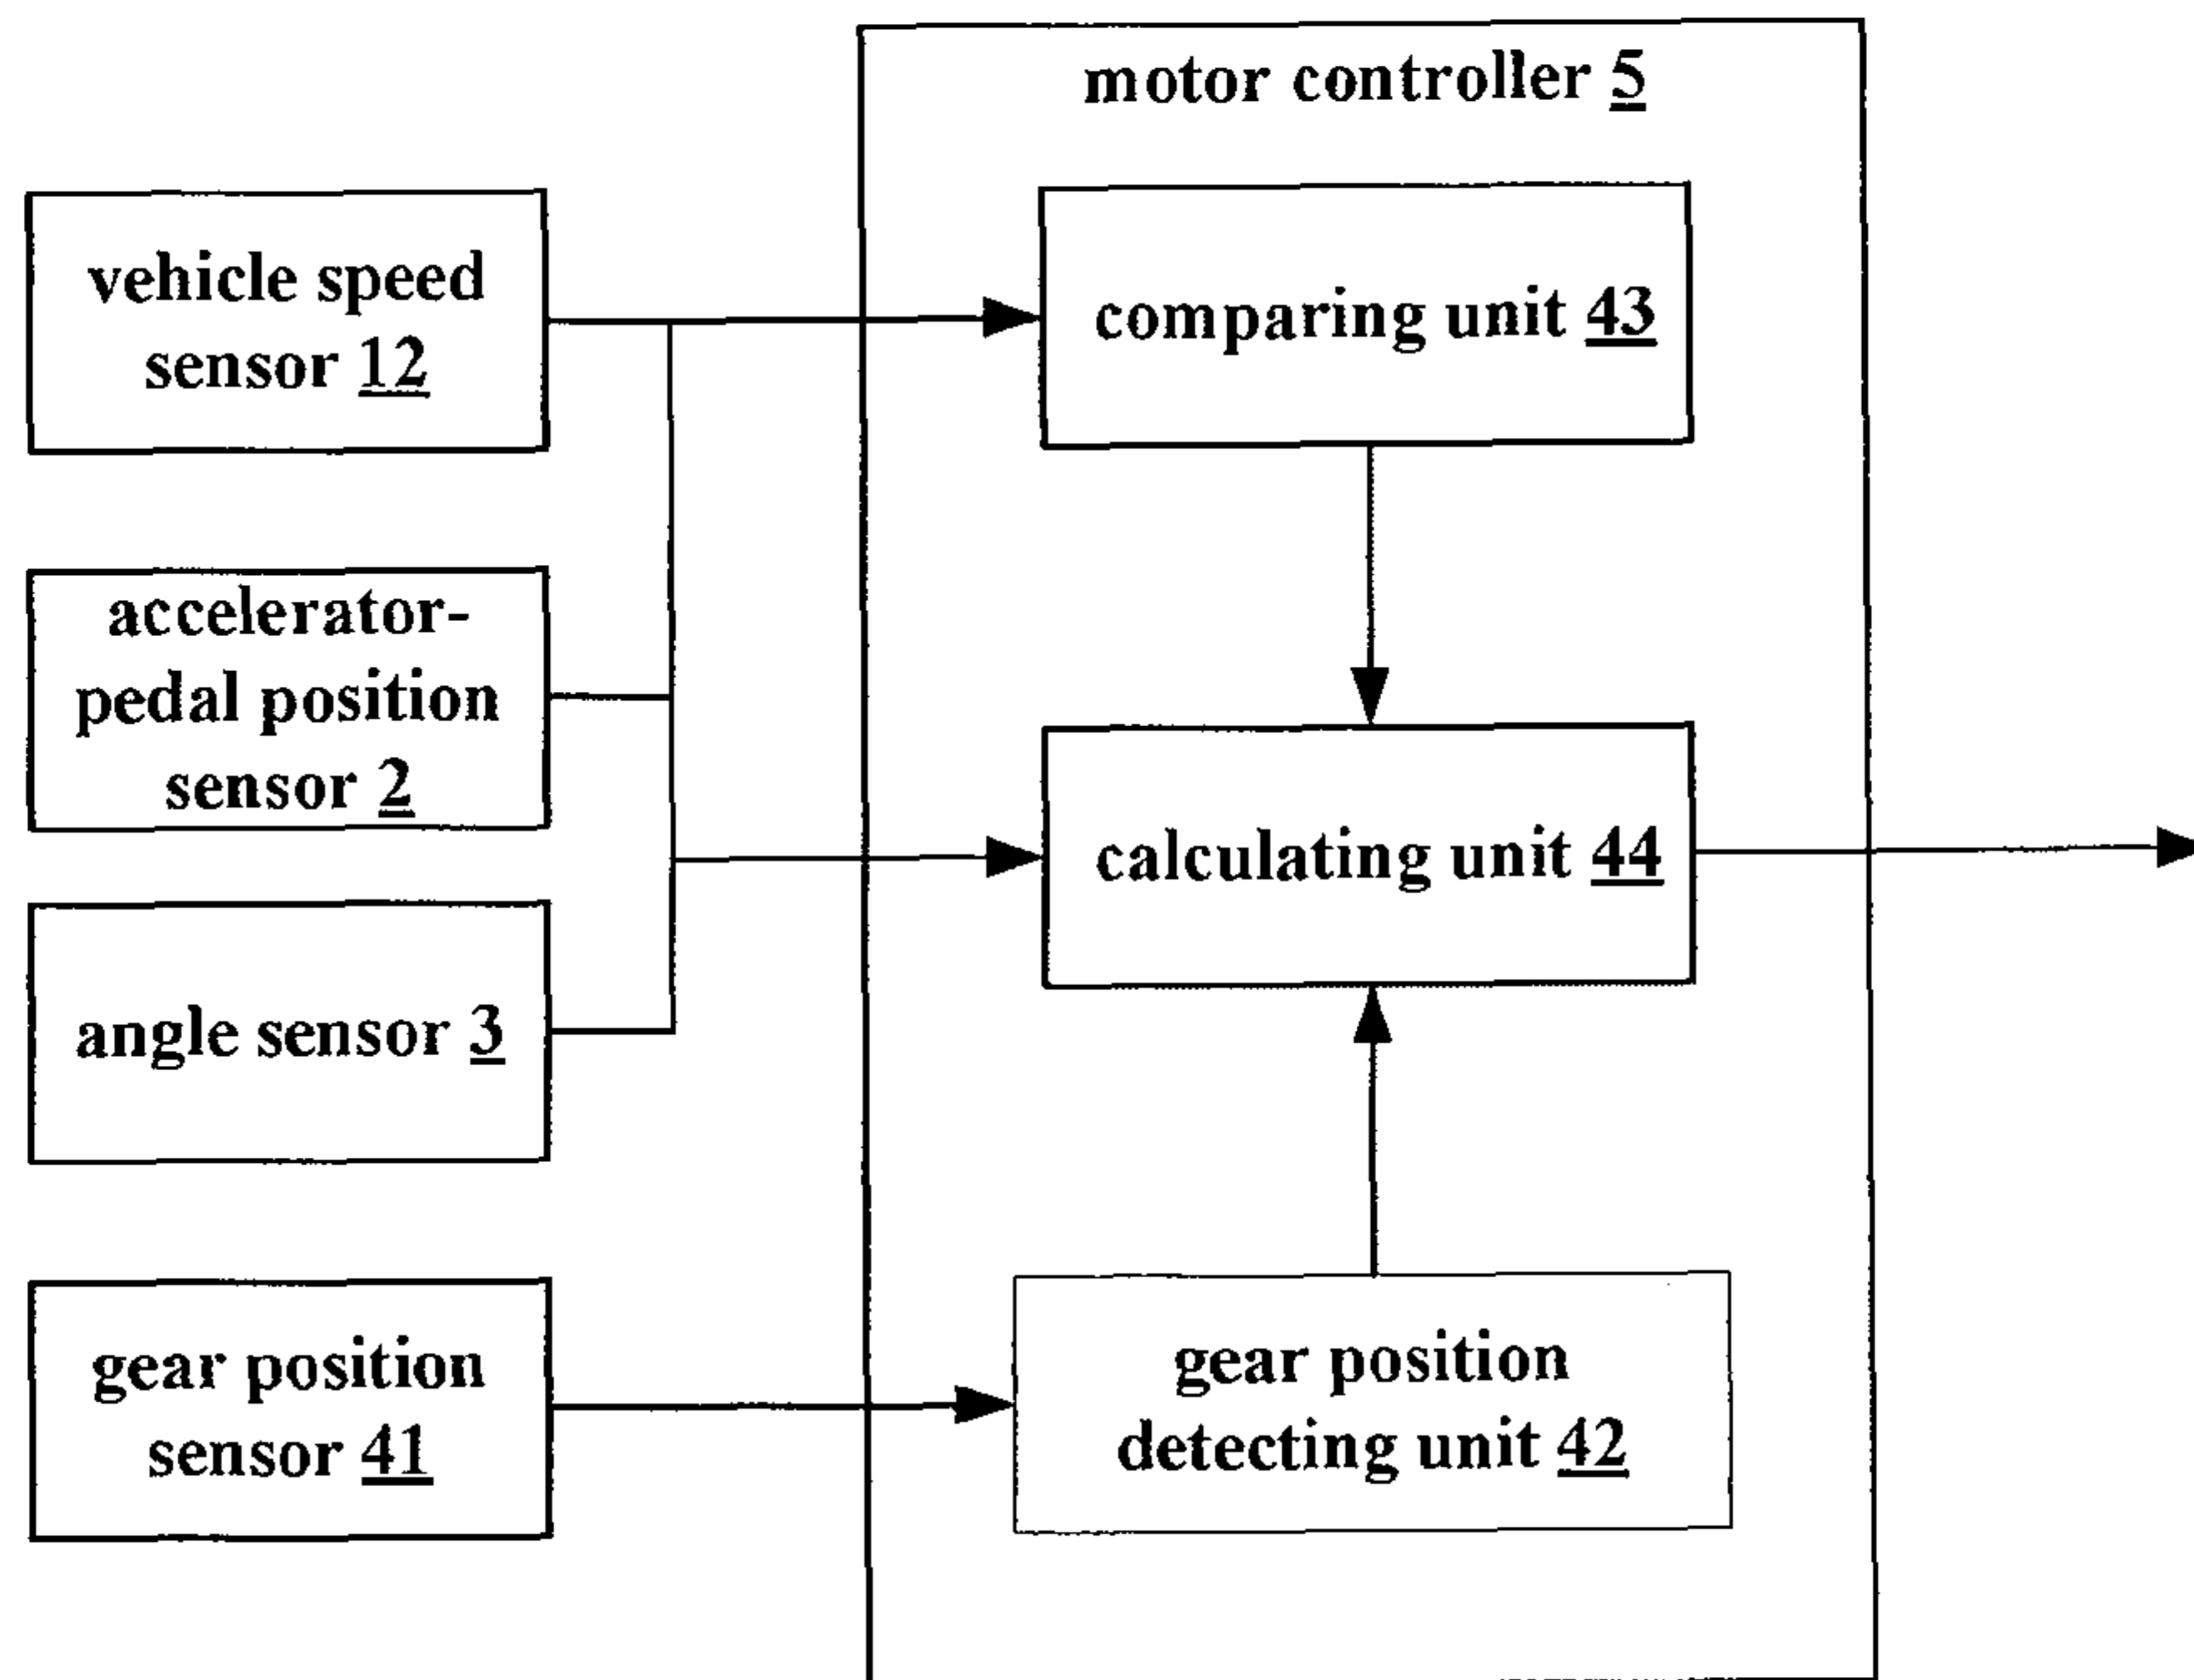 motor controller 5
vehicle speed
sensor 12
comparing unit 43
accelerator-
pedal position
sensor 2
calculating unit 44
angle sensor 3
gear position
sensor 41
gear position
detecting unit 42